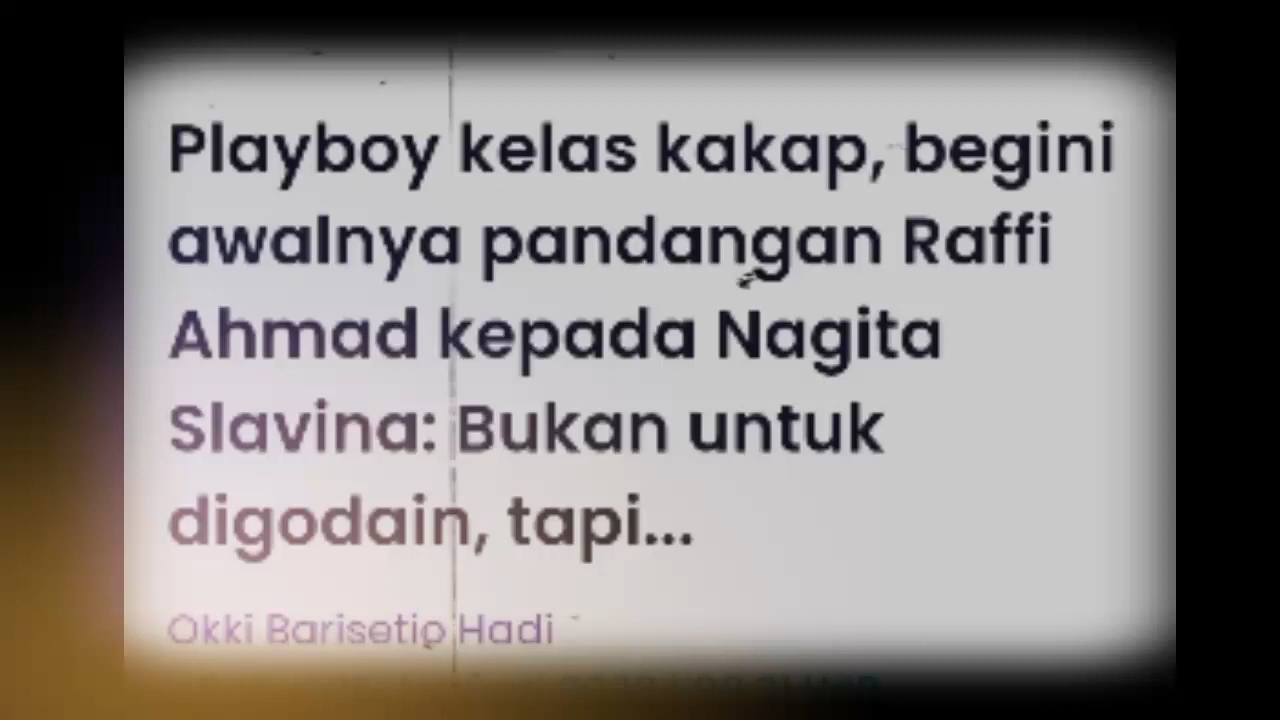 Playboy kelas kakap, begini
awalnya pandangan Raffi
Ahmad kepada Nagita
Slavina: Bukan untuk
digodain, tapi...
Okki Barisetio Hadi